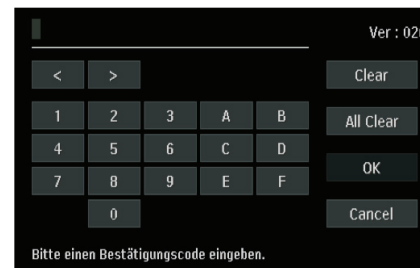 Ver : 020
< > Clear
1 2 3 A B All Clear
4 5 6 C D
7 8 9 E F OK
0 Cancel
Bitte einen Bestätigungscode eingeben.